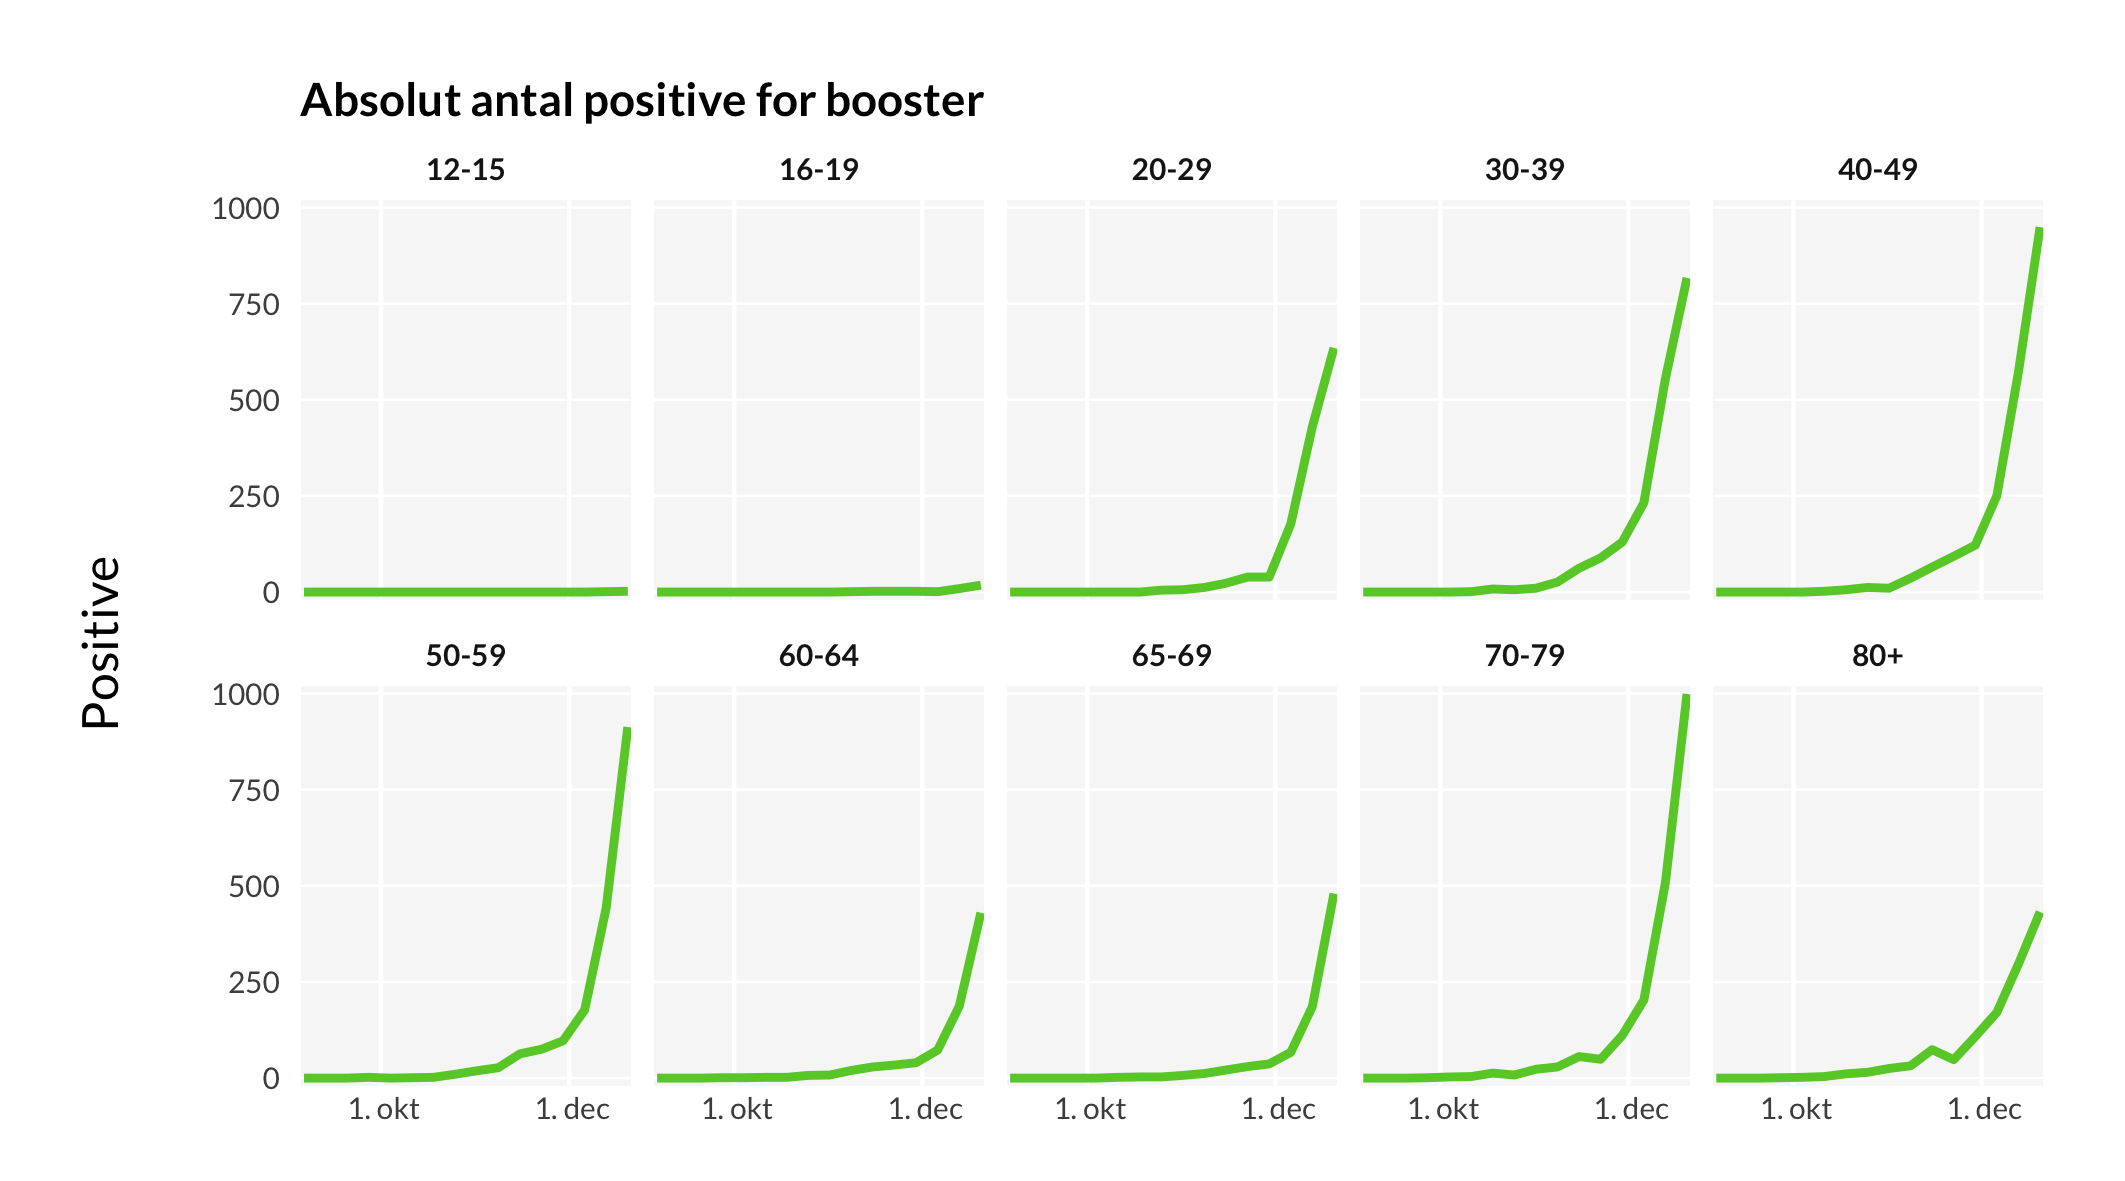 Absolut antal positive for booster
12-15 16-19 20-29 30-39 40-49
1000
750
500
250
0
Positive
50-59 60-64 65-69 70-79 80+
1000
750
500
250
0
1. okt 1. dec 1. okt 1. dec 1. okt 1. dec 1. okt 1. dec 1. okt 1. dec